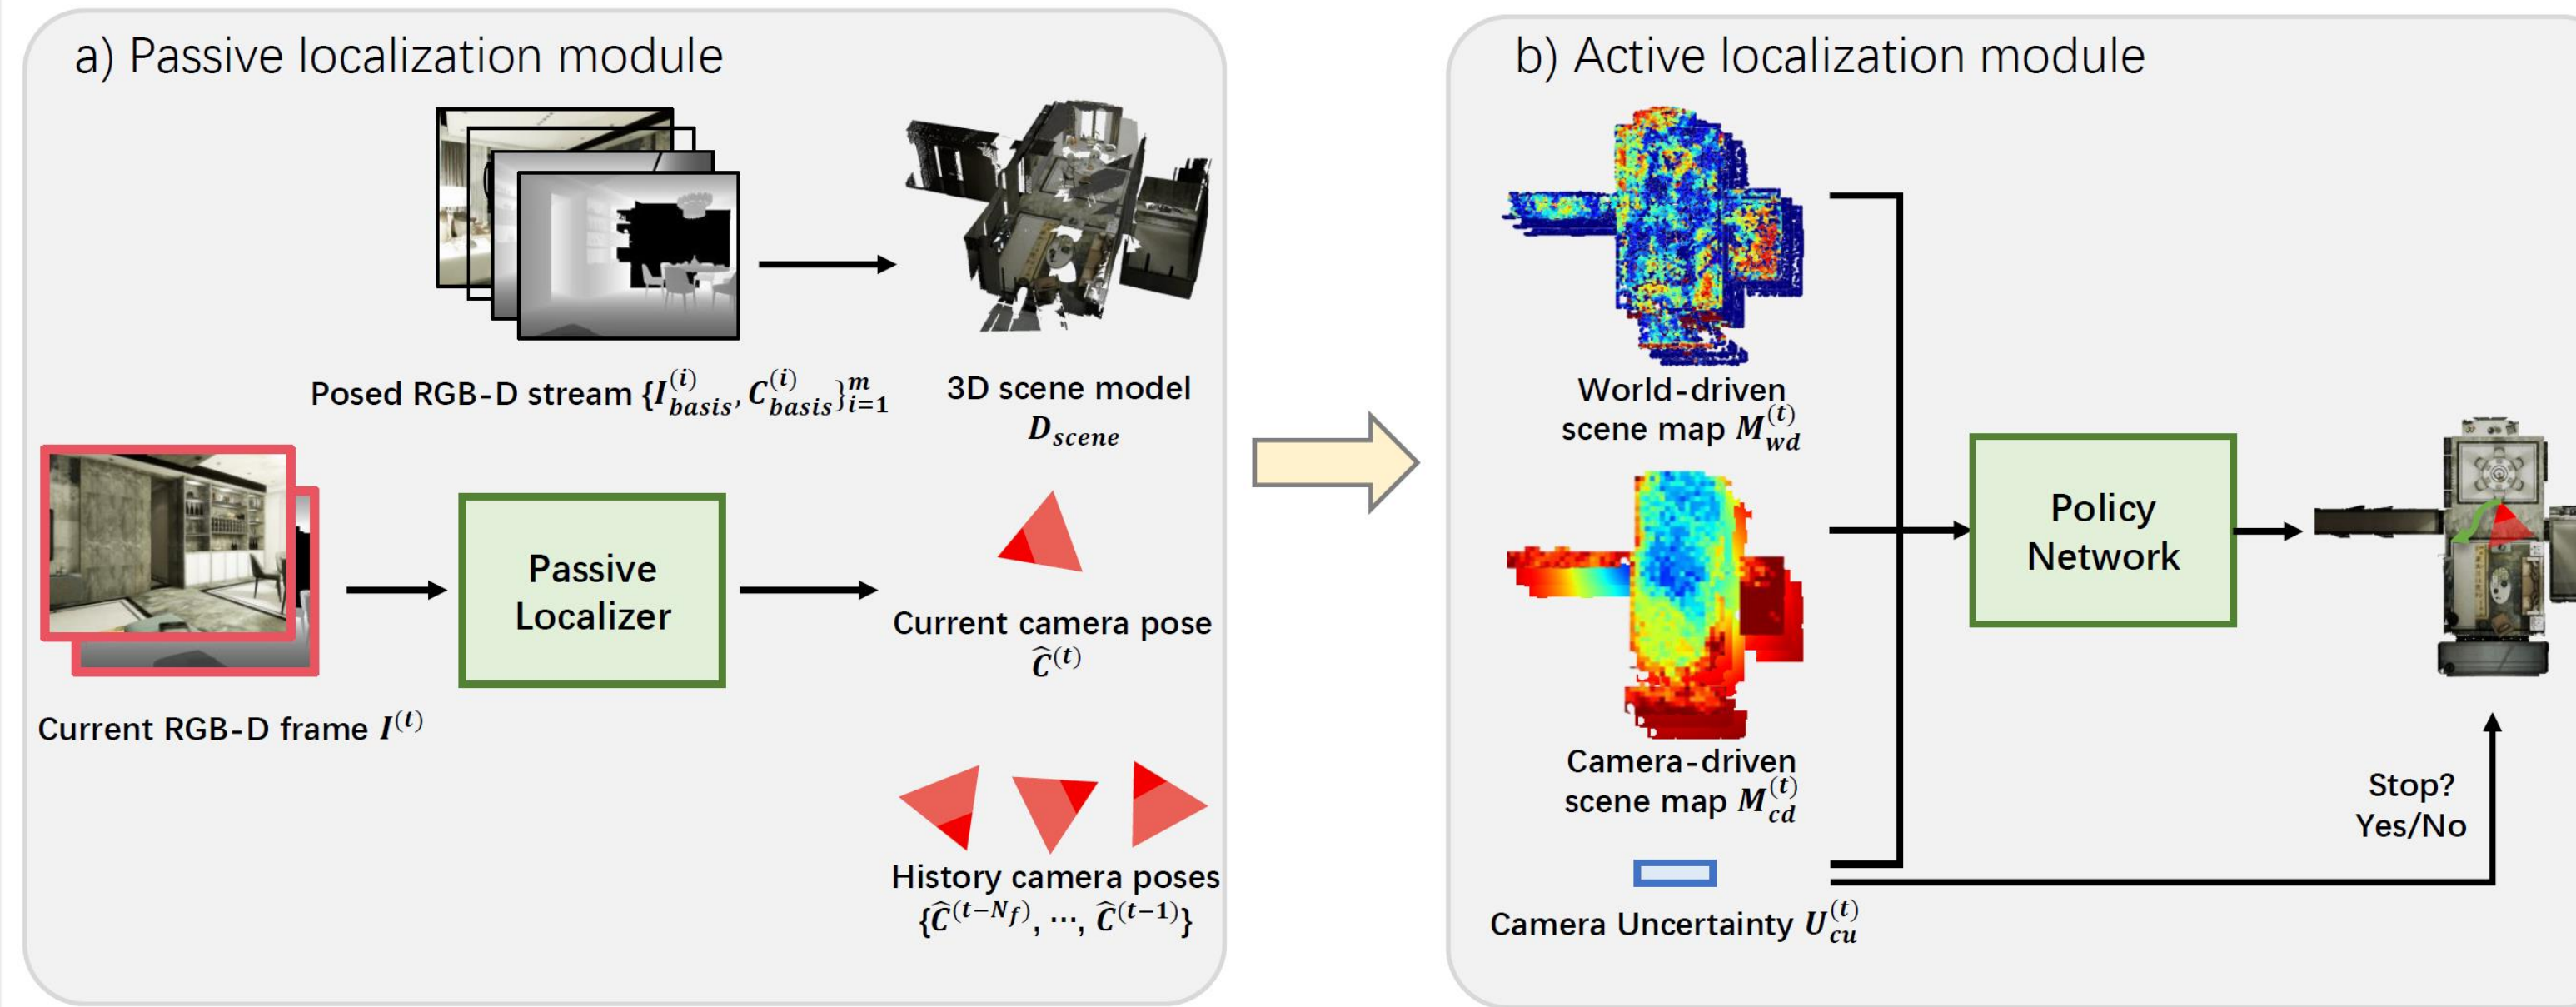 a) Passive localization module
Posed RGB-D stream {I_basis^(i), C_basis^(i)}_{i=1}^m
3D scene model
D_scene
Current RGB-D frame I^(t)
Passive
Localizer
Current camera pose
Ĉ^(t)
History camera poses
{Ĉ^(t−N_f), ⋯, Ĉ^(t−1)}
b) Active localization module
World-driven
scene map M_wd^(t)
Camera-driven
scene map M_cd^(t)
Camera Uncertainty U_cu^(t)
Policy
Network
Stop?
Yes/No